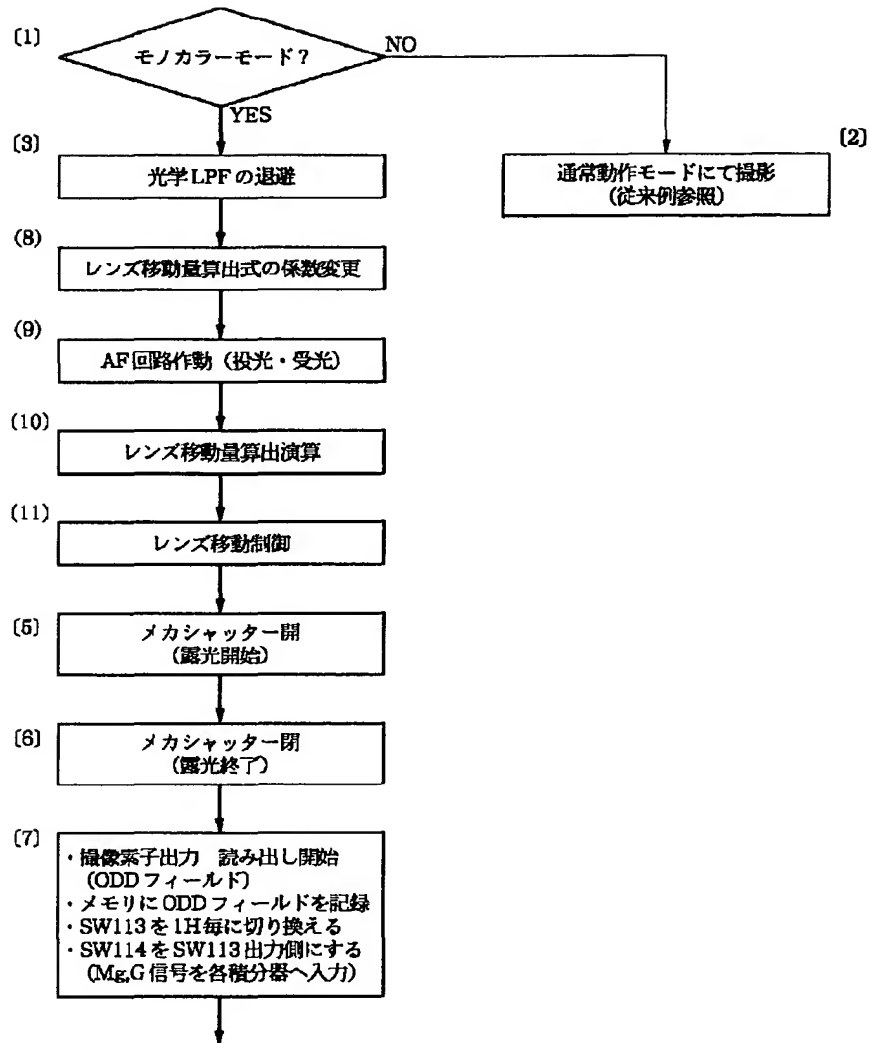 [1]
モノカラーモード?
NO
YES
[3]
光学LPFの退避
[2]
通常動作モードにて撮影
(従来例参照)
(8)
レンズ移動量算出式の係数変更
(9)
AF回路作動(投光・受光)
(10)
レンズ移動量算出演算
(11)
レンズ移動制御
[5]
メカシャッター開
(露光開始)
[6]
メカシャッター閉
(露光終了)
[7]
・撮像素子出力 読み出し開始
(ODDフィールド)
・メモリにODDフィールドを記録
・SW113を1H毎に切り換える
・SW114をSW113出力側にする
(Mg,G信号を各積分器へ入力)